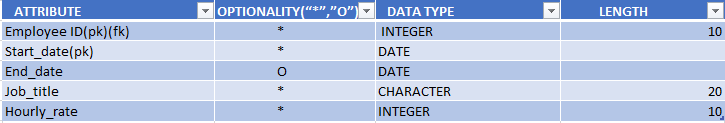 ATTRIBUTE OPTIONALITY("*","O") DATA TYPE LENGTH
Employee ID(pk)(fk) * INTEGER 10
Start_date(pk) * DATE
End_date O DATE
Job_title * CHARACTER 20
Hourly_rate * INTEGER 10